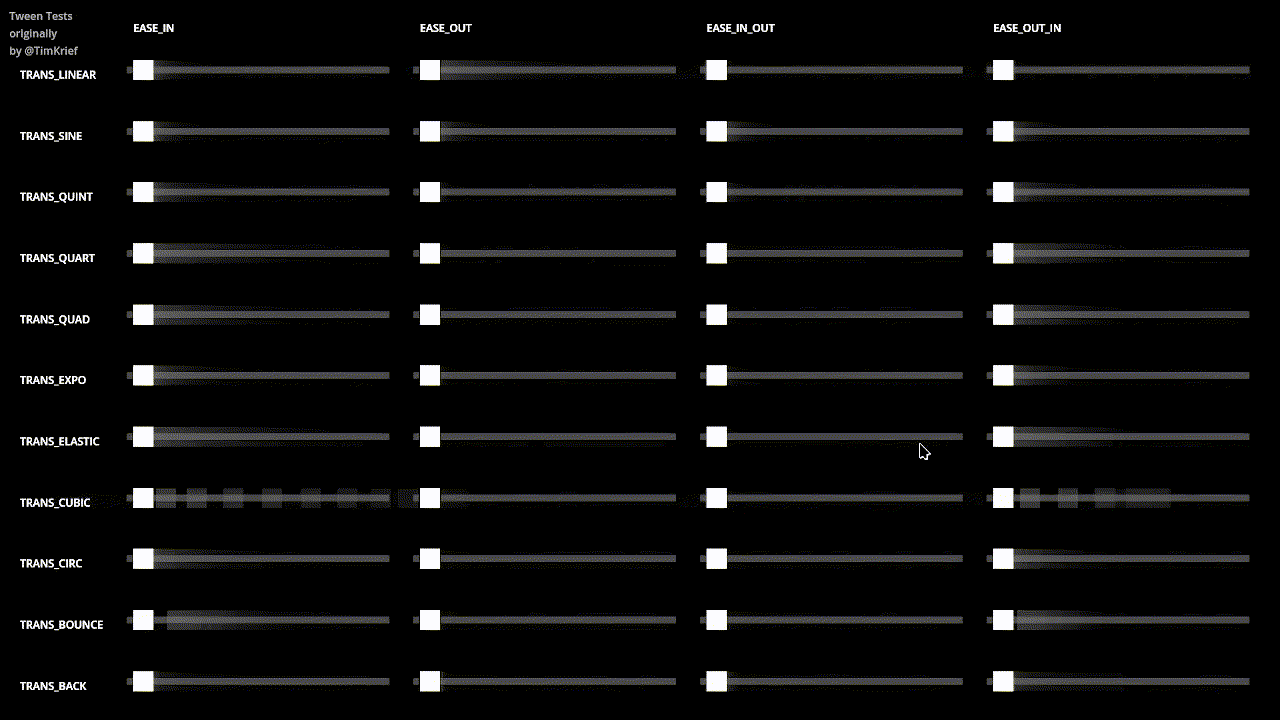 Tween Tests
originally
by @TimKrief
EASE_IN
EASE_OUT
EASE_IN_OUT
EASE_OUT_IN
TRANS_LINEAR
TRANS_SINE
TRANS_QUINT
TRANS_QUART
TRANS_QUAD
TRANS_EXPO
TRANS_ELASTIC
TRANS_CUBIC
TRANS_CIRC
TRANS_BOUNCE
TRANS_BACK